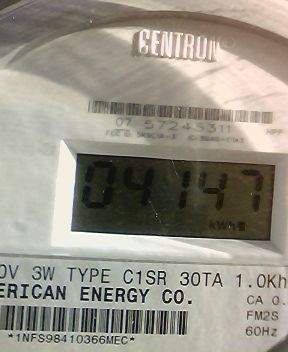 CENTRON
07 57245311
04147
kWh
0V 3W TYPE C1SR 30TA 1.0Kh
ERICAN ENERGY CO.
CA 0.
FM2S
60Hz
*1NFS98410366MEC*